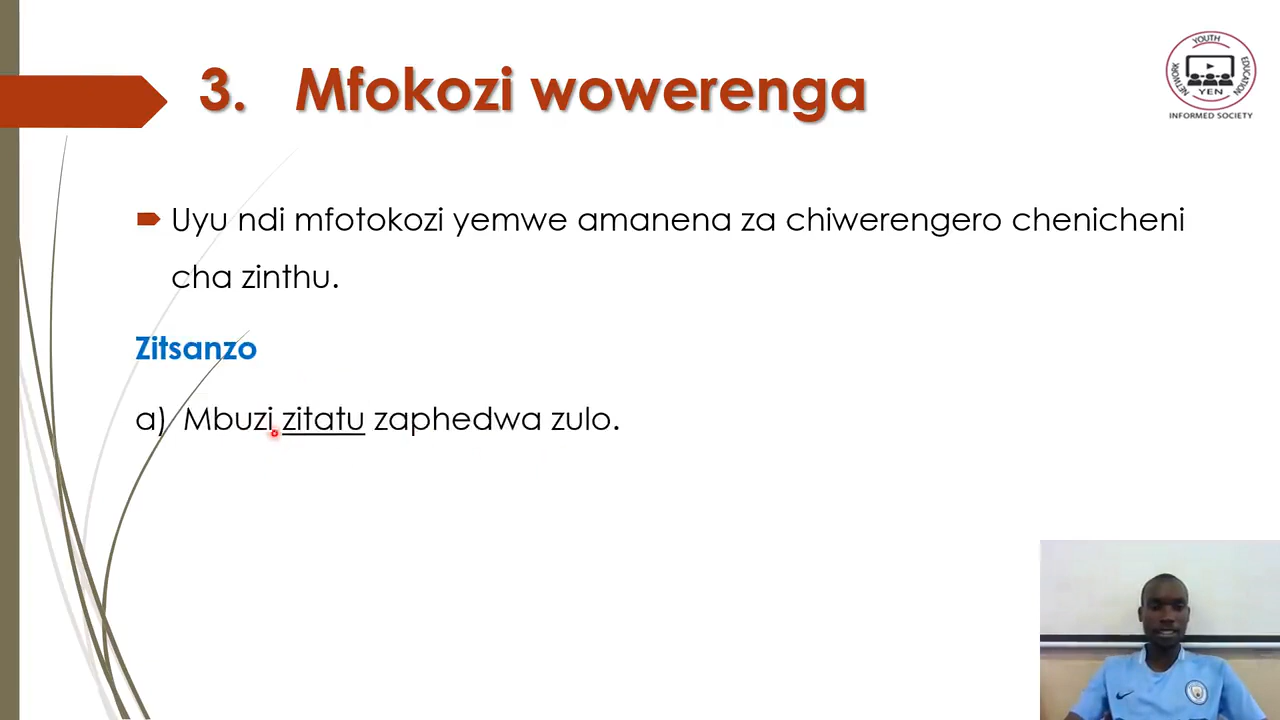 3. Mfokozi wowerenga
YOUTH EDUCATION NETWORK
YEN
INFORMED SOCIETY
Uyu ndi mfotokozi yemwe amanena za chiwerengero chenicheni
cha zinthu.
Zitsanzo
a) Mbuzi zitatu zaphedwa zulo.